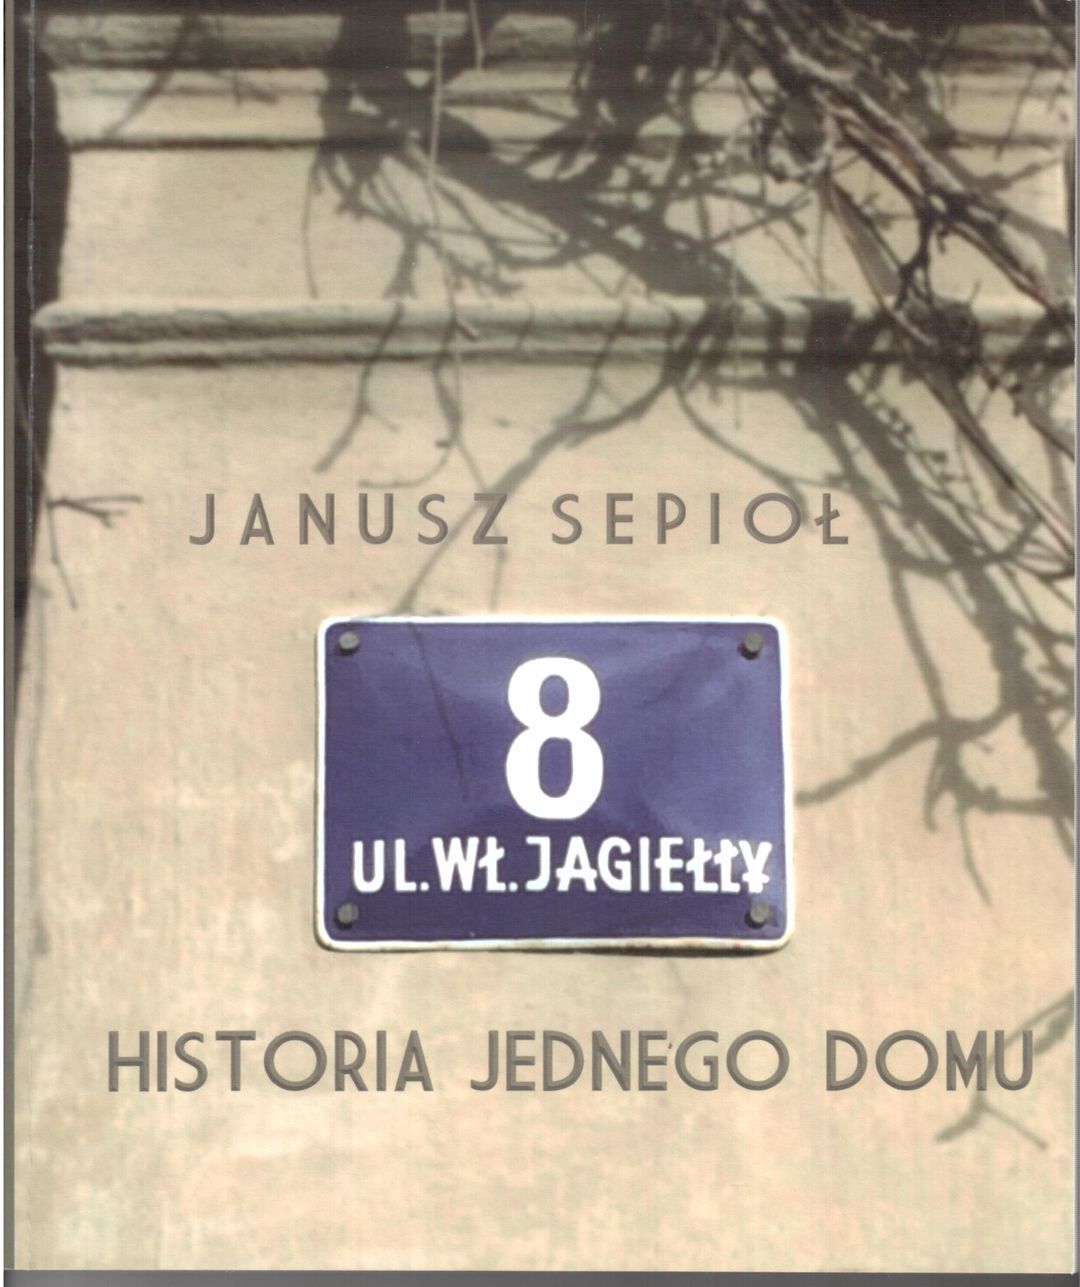 JANUSZ SEPIOŁ
8
UL. WŁ. JAGIEŁŁY
HISTORIA JEDNEGO DOMU